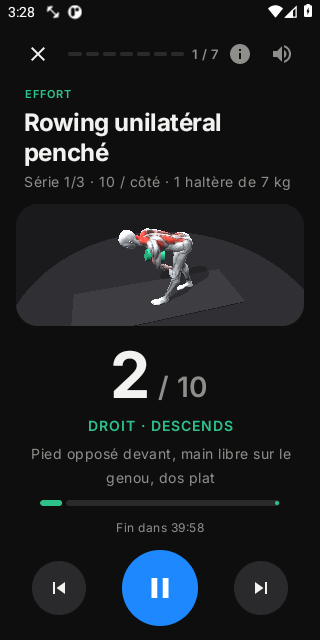 3:28
1 / 7
EFFORT
Rowing unilatéral
penché
Série 1/3 · 10 / côté · 1 haltère de 7 kg
2 / 10
DROIT · DESCENDS
Pied opposé devant, main libre sur le
genou, dos plat
Fin dans 39:58